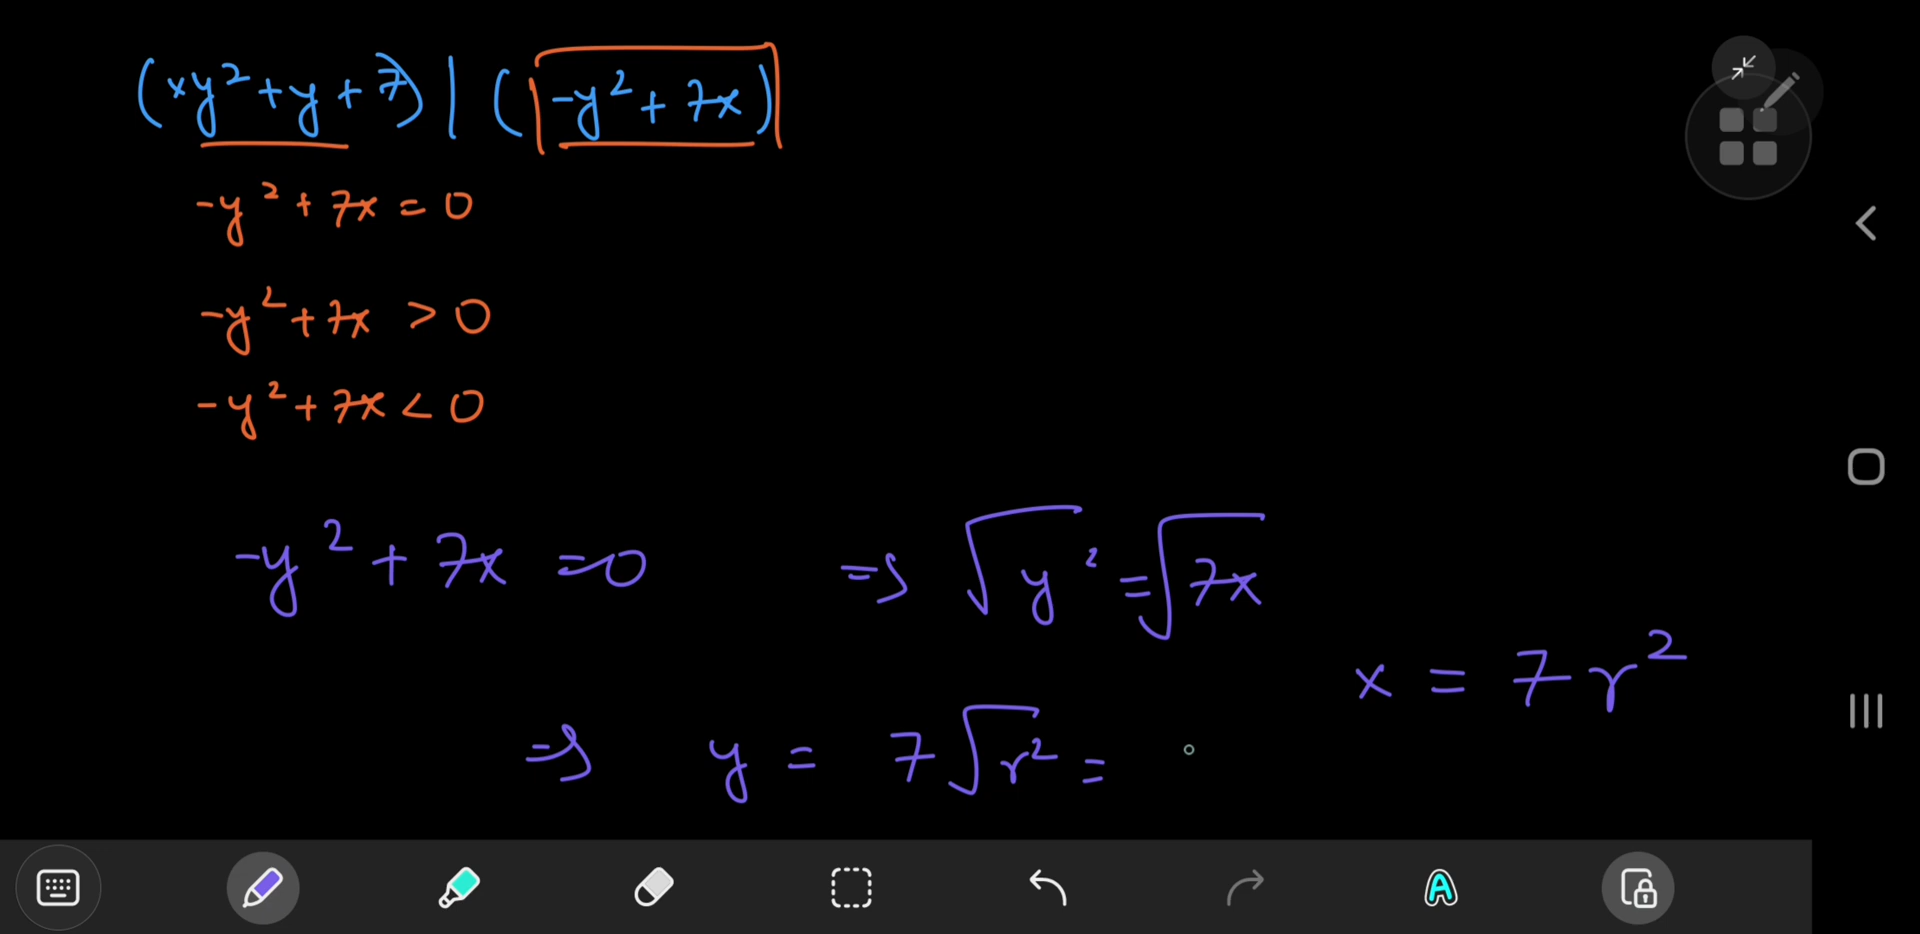 (xy²+y+7) | (-y²+7x)
-y²+7x=0
-y²+7x>0
-y²+7x<0
-y²+7x=0 ⇒ √y²=√7x
x=7r²
⇒ y=7√r²=